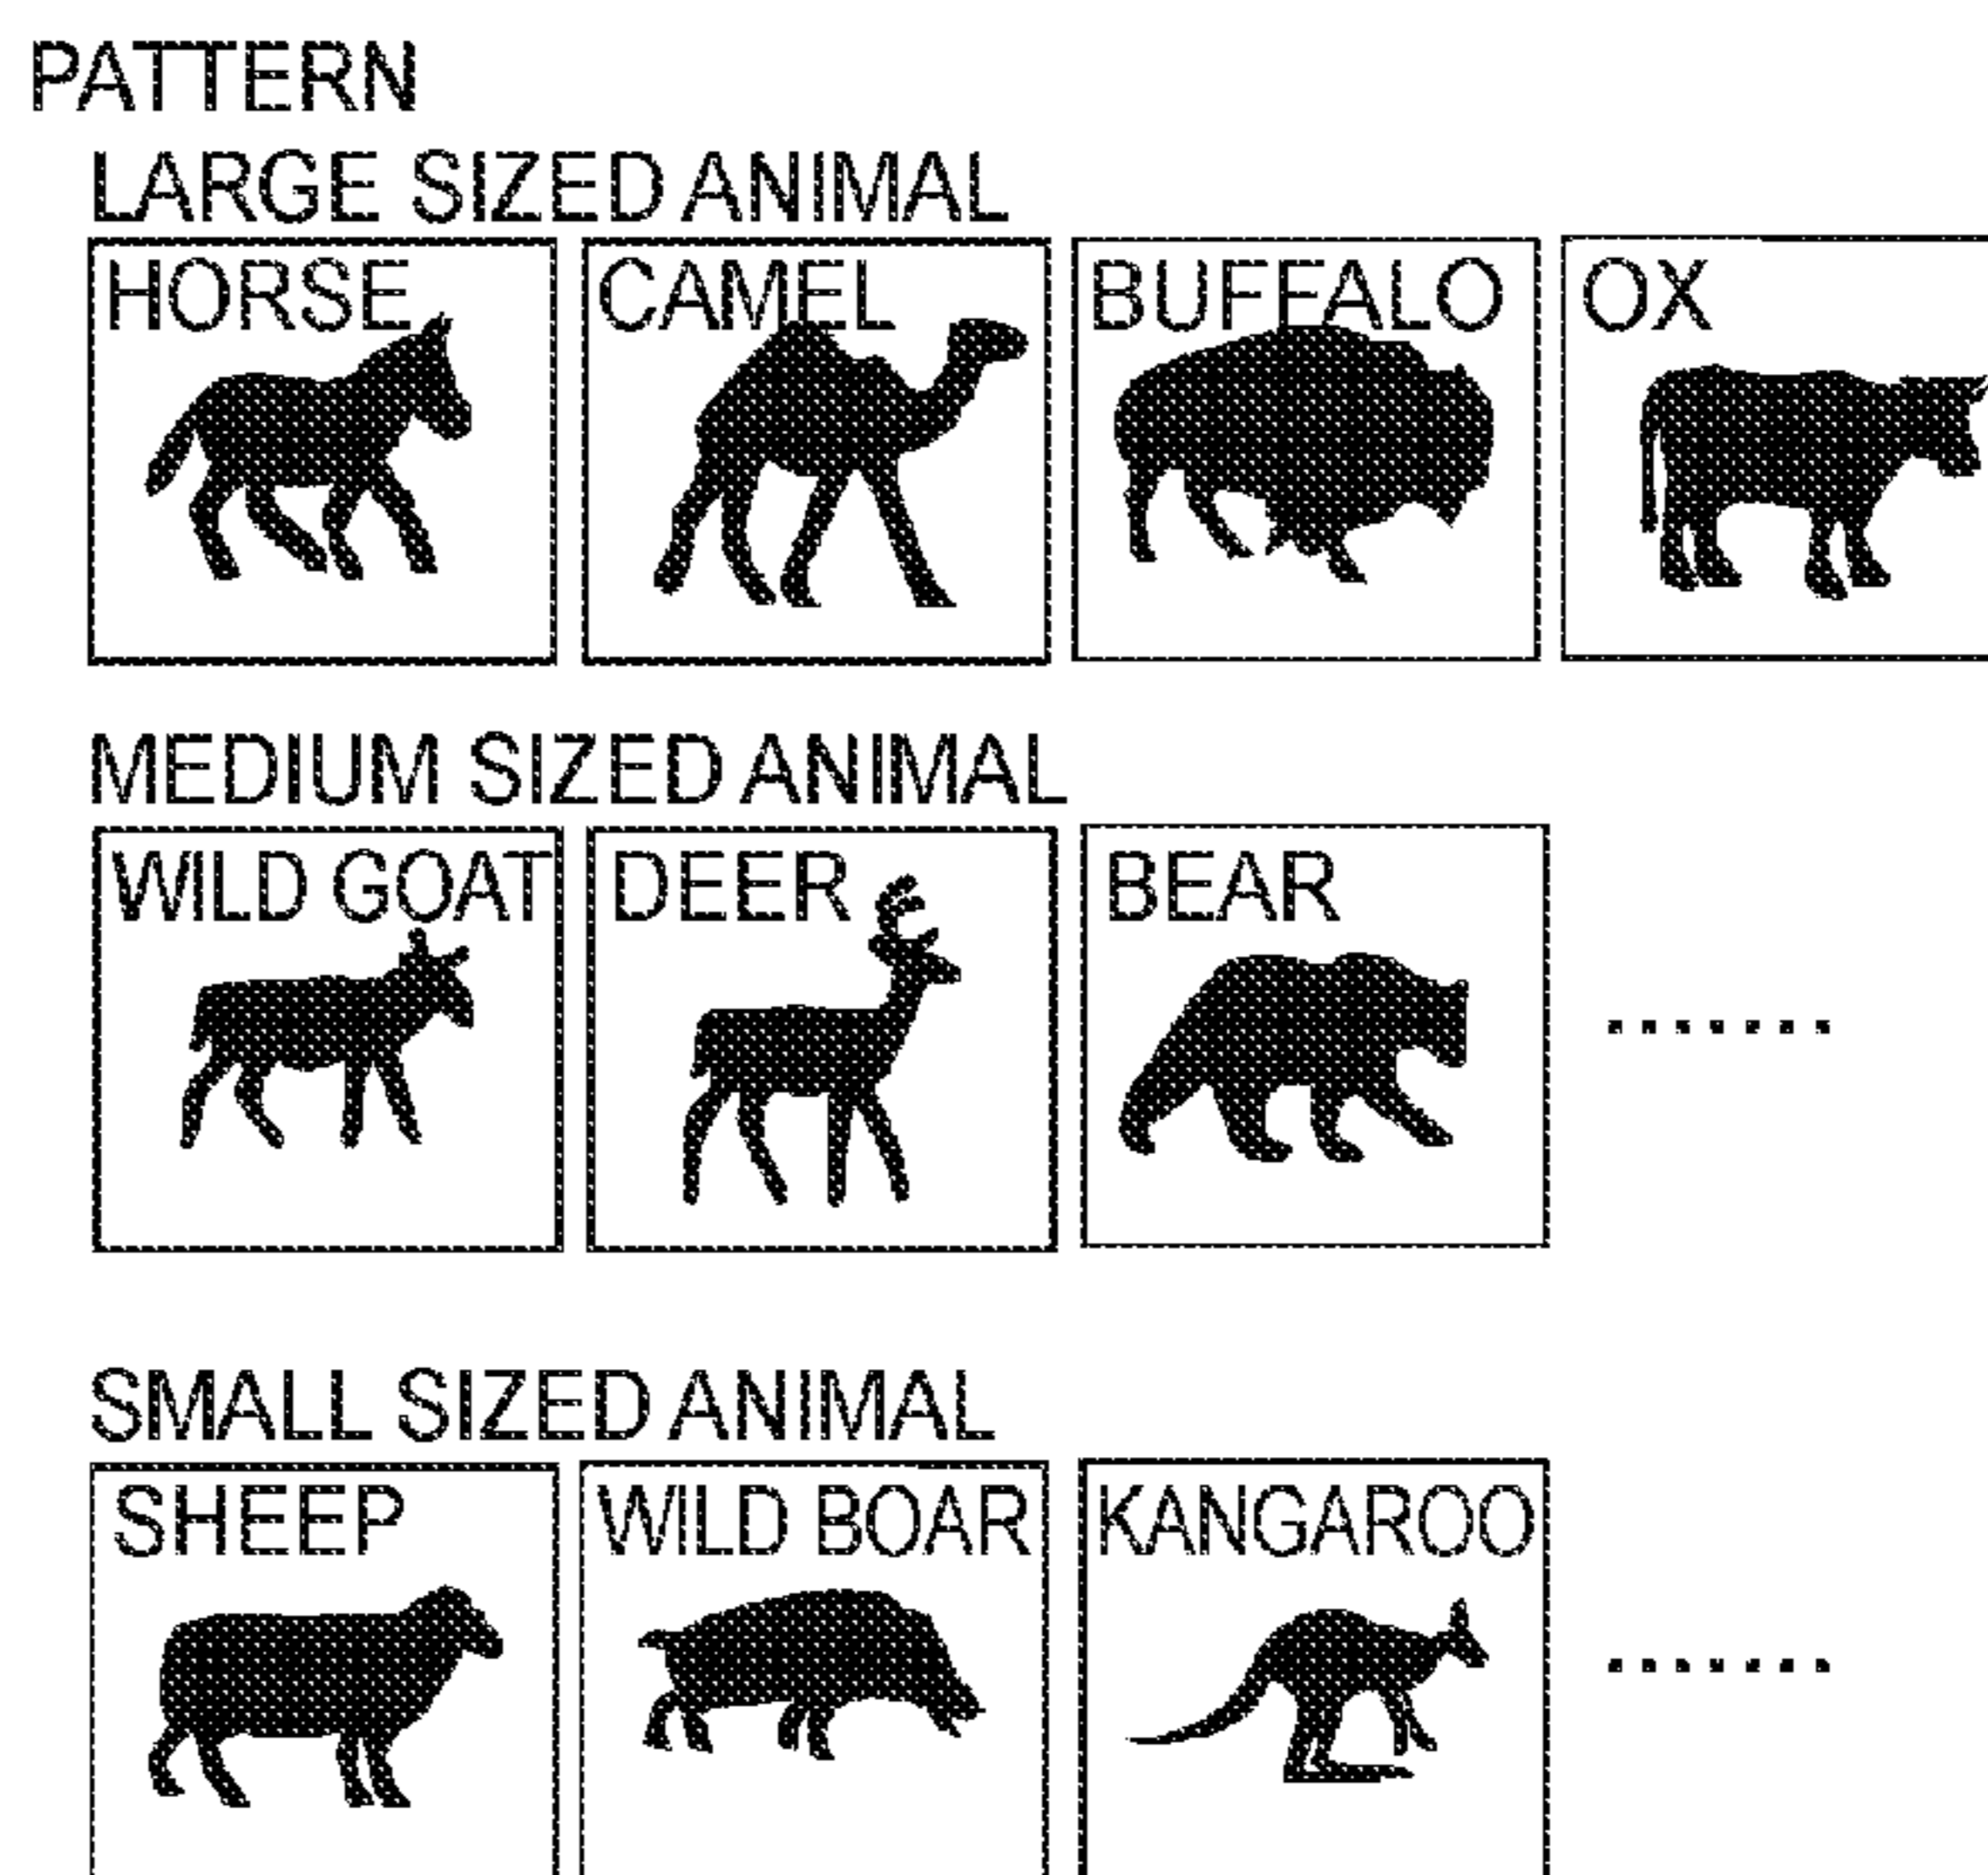 PATTERN
LARGE SIZED ANIMAL
HORSE CAMEL BUFFALO OX
MEDIUM SIZED ANIMAL
WILD GOAT DEER BEAR
SMALL SIZED ANIMAL
SHEEP WILD BOAR KANGAROO